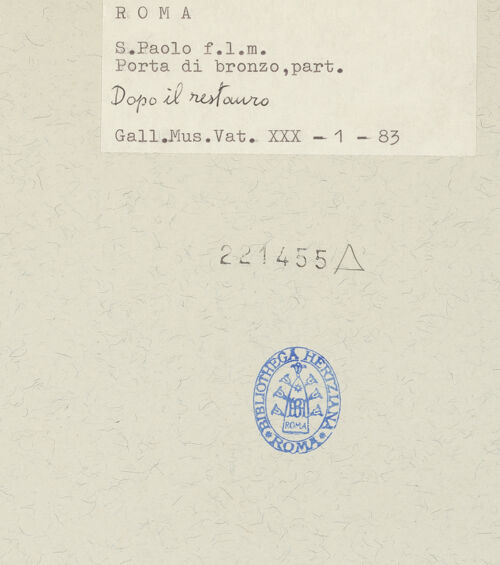 ROMA
S.Paolo f.l.m.
Porta di bronzo,part.
Dopo il restauro
Gall.Mus.Vat. XXX - 1 - 83
221455△
BIBLIOTHECA HERTZIANA
ROMA
• ROMA •